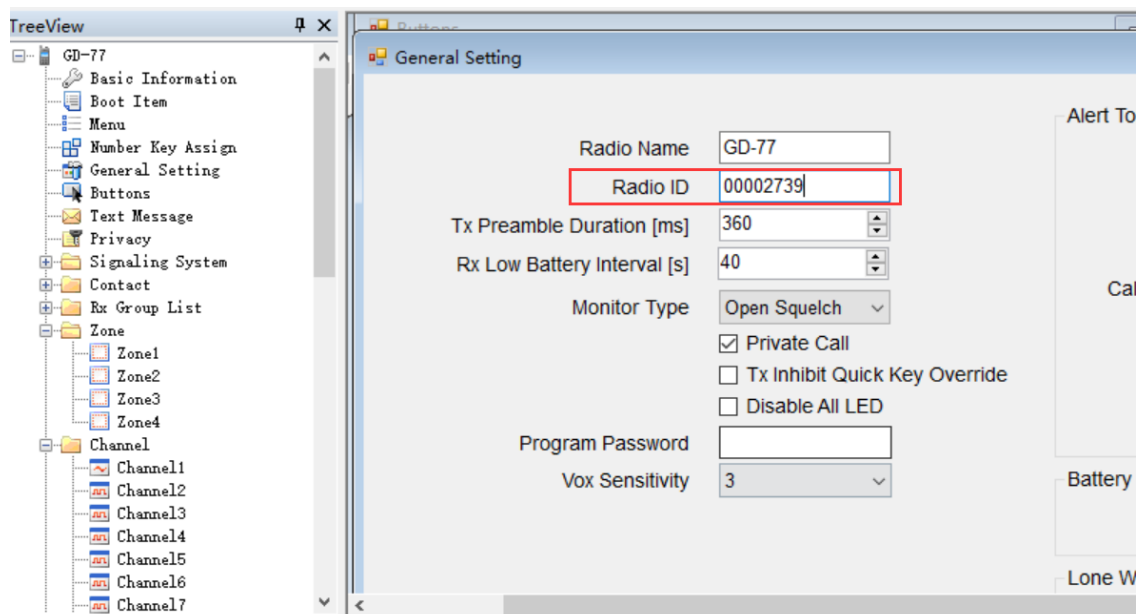 TreeView
GD-77
Basic Information
Boot Item
Menu
Number Key Assign
General Setting
Buttons
Text Message
Privacy
Signaling System
Contact
Rx Group List
Zone
Zone1
Zone2
Zone3
Zone4
Channel
Channel1
Channel2
Channel3
Channel4
Channel5
Channel6
Channel7
Buttons
General Setting
Radio Name GD-77
Radio ID 00002739
Tx Preamble Duration [ms] 360
Rx Low Battery Interval [s] 40
Monitor Type Open Squelch
Private Call
Tx Inhibit Quick Key Override
Disable All LED
Program Password
Vox Sensitivity 3
Alert To
Cal
Battery
Lone W